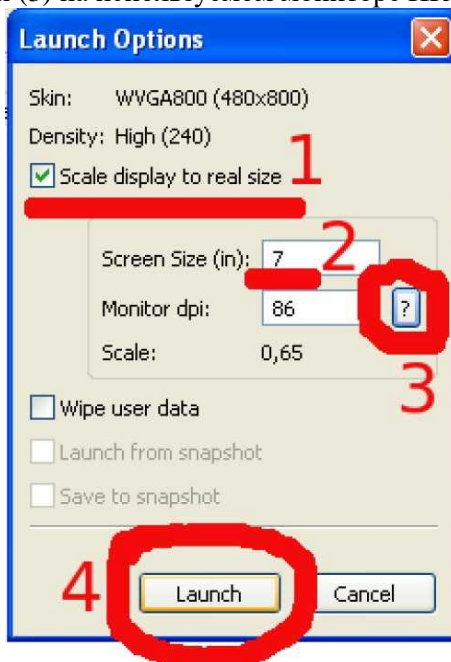 Launch Options
Skin: WVGA800 (480x800)
Density: High (240)
Scale display to real size 1
Screen Size (in): 7 2
Monitor dpi: 86 ?
Scale: 0,65 3
Wipe user data
Launch from snapshot
Save to snapshot
4 Launch Cancel